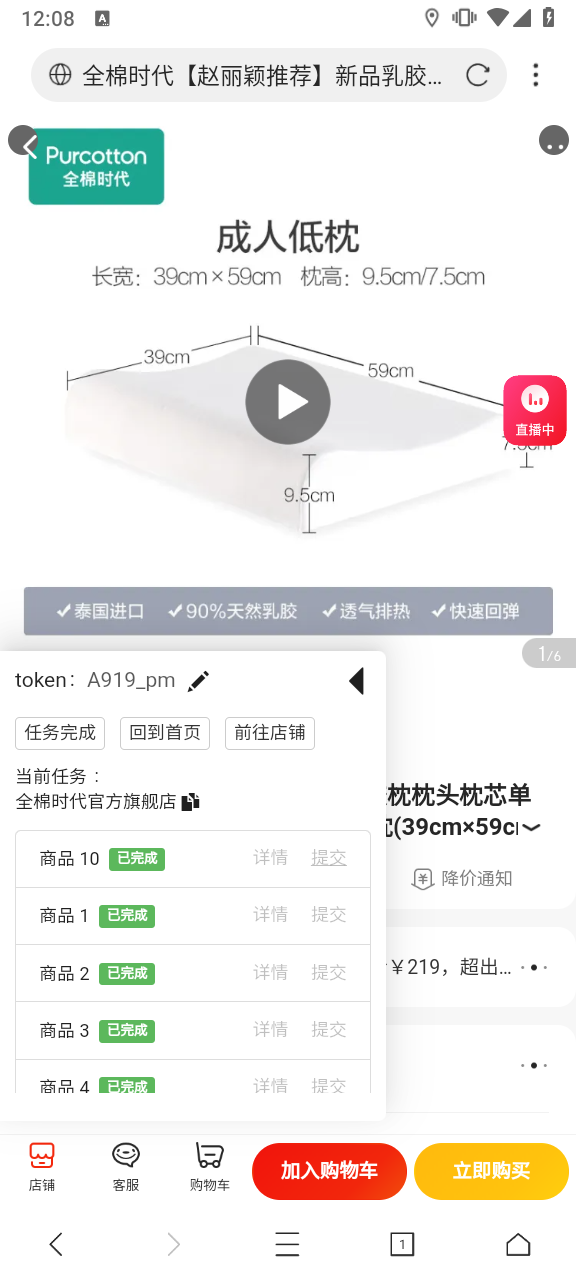 12:08
全棉时代【赵丽颖推荐】新品乳胶...
Purcotton
全棉时代
成人低枕
长宽：39cm×59cm 枕高：9.5cm/7.5cm
39cm
59cm
直播中
7.5cm
9.5cm
泰国进口 90%天然乳胶 透气排热 快速回弹
1/6
token： A919_pm
任务完成 回到首页 前往店铺
当前任务：
全棉时代官方旗舰店
枕枕头枕芯单
(39cm×59c
降价通知
商品 10 已完成 详情 提交
商品 1 已完成 详情 提交
￥219，超出...
商品 2 已完成 详情 提交
商品 3 已完成 详情 提交
商品 4 已完成 详情 提交
店铺 客服 购物车 加入购物车 立即购买
1